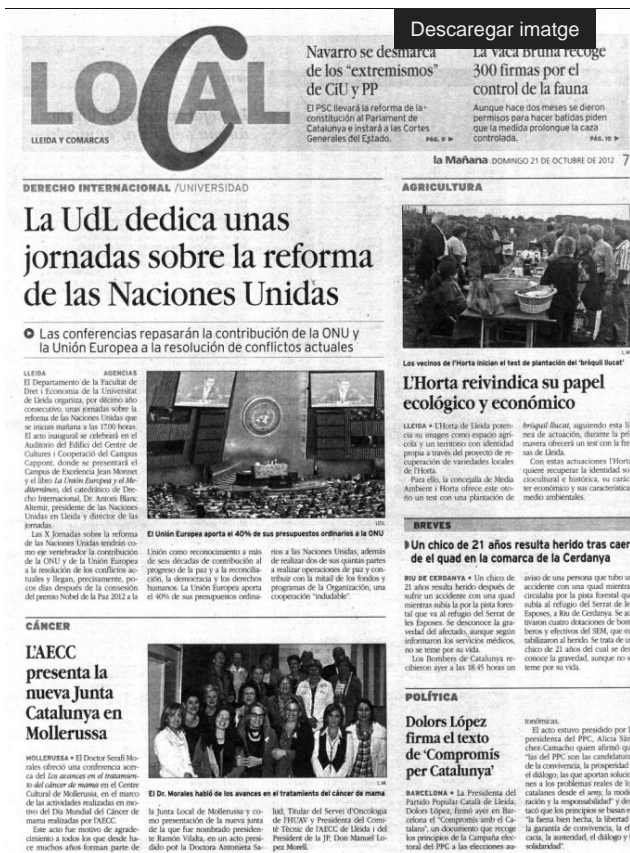 Descaregar imatge
LOCAL
LLEIDA Y COMARCAS
Navarro se desmarca
de los "extremismos"
de CiU y PP
El PSC llevará la reforma de la
constitución al Parlament de
Catalunya e instará a las Cortes
Generales del Estado. PÁG. 9
La Vaca Bruna recoge
300 firmas por el
control de la fauna
Aunque hace dos meses se dieron
permisos para hacer batidas piden
que la medida prolongue la caza
controlada. PÁG. 10
la Mañana DOMINGO 21 DE OCTUBRE DE 2012 7
DERECHO INTERNACIONAL /UNIVERSIDAD
La UdL dedica unas
jornadas sobre la reforma
de las Naciones Unidas
Las conferencias repasarán la contribución de la ONU y
la Unión Europea a la resolución de conflictos actuales
LLEIDA AGENCIAS
El Departamento de la Facultat de
Dret i Economia de la Universitat
de Lleida organiza, por décimo año
consecutivo, unas jornadas sobre la
reforma de las Naciones Unidas que
se inician mañana a las 17:00 horas.
El acto inaugural se celebrará en el
Auditorio del Edifici del Centre de
Cultures i Cooperació del Campus
Cappont, donde se presentará el
Campus de Excelencia Jean Monnet
y el libro La Unión Europea y el Me-
diterráneo, del catedrático de Dre-
cho Internacional, Dr. Antoni Blanc
Altemir, presidente de las Naciones
Unidas en Lleida y director de las
jornadas.
Las X Jornadas sobre la reforma
de las Naciones Unidas tendrán co-
mo eje vertebrador la contribución
de la ONU y de la Unión Europea
a la resolución de los conflictos ac-
tuales y llegan, precisamente, po-
cos días después de la consesión
del premio Nobel de la Paz 2012 a la
UDL
El Unión Europea aporta el 40% de sus presupuestos ordinarios a la ONU
Unión como reconocimiento a más
de seis décadas de contribución al
progreso de la paz y a la reconcilia-
ción, la democracia y los derechos
humanos. La Unión Europea aporta
el 40% de sus presupuestos ordina-
rios a las Naciones Unidas, además
de realizar dos de sus quintas partes
a realizar operaciones de paz y con-
tribuir con la mitad de los fondos y
programas de la Organización, una
cooperación "indudable".
AGRICULTURA
L.M.
Los vecinos de l'Horta inician el test de plantación del 'bròquil llucat'
L'Horta reivindica su papel
ecológico y económico
LLEIDA • L'Horta de Lleida poten-
cia su imagen como espacio agrí-
cola y un territorio con identidad
propia a través del proyecto de re-
cuperación de variedades locales
de l'Horta.
Para ello, la concejalia de Media
Ambient i Horta ofrece este oto-
ño un test con una plantación de
bròquil llucat, siguiendo esta lí
nea de actuación, durante la pri
mavera ofrecerá un test con la fre
sas de Lleida.
Con estas actuaciones l'Horta
quiere recuperar la identidad so
ciocultural e histórica, su carác
ter económico y sus característica
medio ambientales.
BREVES
Un chico de 21 años resulta herido tras caer
de el quad en la comarca de la Cerdanya
RIU DE CERDANYA • Un chico de
21 años resulta herido después de
sufrir un accidente con una quad
mientras subía la por la pista fores-
tal que va al refugio del Serrat de
les Esposes. Se desconoce la gra-
vedad del afectado, aunque según
informaron los servicios médicos,
no se teme por su vida.
Los Bombers de Catalunya re-
cibieron ayer a las 18.45 horas un
aviso de una persona que tubo u
accidente con una quad mientra
circulaba por la pista forestal qu
subía al refugio del Serrat de le
Esposes, a Riu de Cerdanya. Se ac
tivaron cuatro dotaciones de bom
beros y efectivos del SEM, que es
tabilizaron al herido. Se trata de u
chico de 21 años del cual se des
conoce la gravedad, aunque no s
teme por su vida.
CÁNCER
L'AECC
presenta la
nueva Junta
Catalunya en
Mollerussa
MOLLERUSSA • El Doctor Serafí Mo-
rales ofreció una conferencia acer-
ca del Los avances en el tratamien-
to del cáncer de mama en el Centre
Cultural de Mollerussa, en el marco
de las actividades realizadas en mo-
tivo del Día Mundial del Cáncer de
mama realizadas por l'AECC.
Este acto fue motivo de agrade-
cimiento a todos los que desde ha-
ce muchos años forman parte de
L.M.
El Dr. Morales habló de los avances en el tratamiento del cáncer de mama
la Junta Local de Mollerussa y co-
mo presentación de la nueva junta
de la que fue nombrado presiden-
te Ramón Vilalta, en un acto presi-
dido por la Doctora Antonieta Sa-
lud, Titular del Servei d'Oncologia
de l'HUAV y Presidenta del Comi-
tè Tècnic de l'AECC de Lleida i del
President de la JP, Don Manuel Lo-
pez Morell.
POLÍTICA
Dolors López
firma el texto
de 'Compromís
per Catalunya'
BARCELONA • La Presidenta del
Partido Popular Català de Lleida,
Dolors López, firmó ayer en Bar-
celona el "Compromis amb el Ca-
talans", un documento que recoge
los principios de la Campaña elec-
toral del PPC a las elecciones au-
tonómicas.
El acto estuvo presidido por l
presidenta del PPC, Alicia Sán
chez-Camacho quien afirmó qu
"las del PPC son las candidatura
de la convivencia, la prosperidad
el diálogo; las que aportan solucio
nes a los problemas reales de lo
catalanes desde el seny, la mode
ración y la responsabilidad" y des
tacó que los principios se basan e
"la faena bien hecha, la libertad
la garantía de convivencia, la efi
cacia, la austeridad, el diálogo y l
solidaridad".